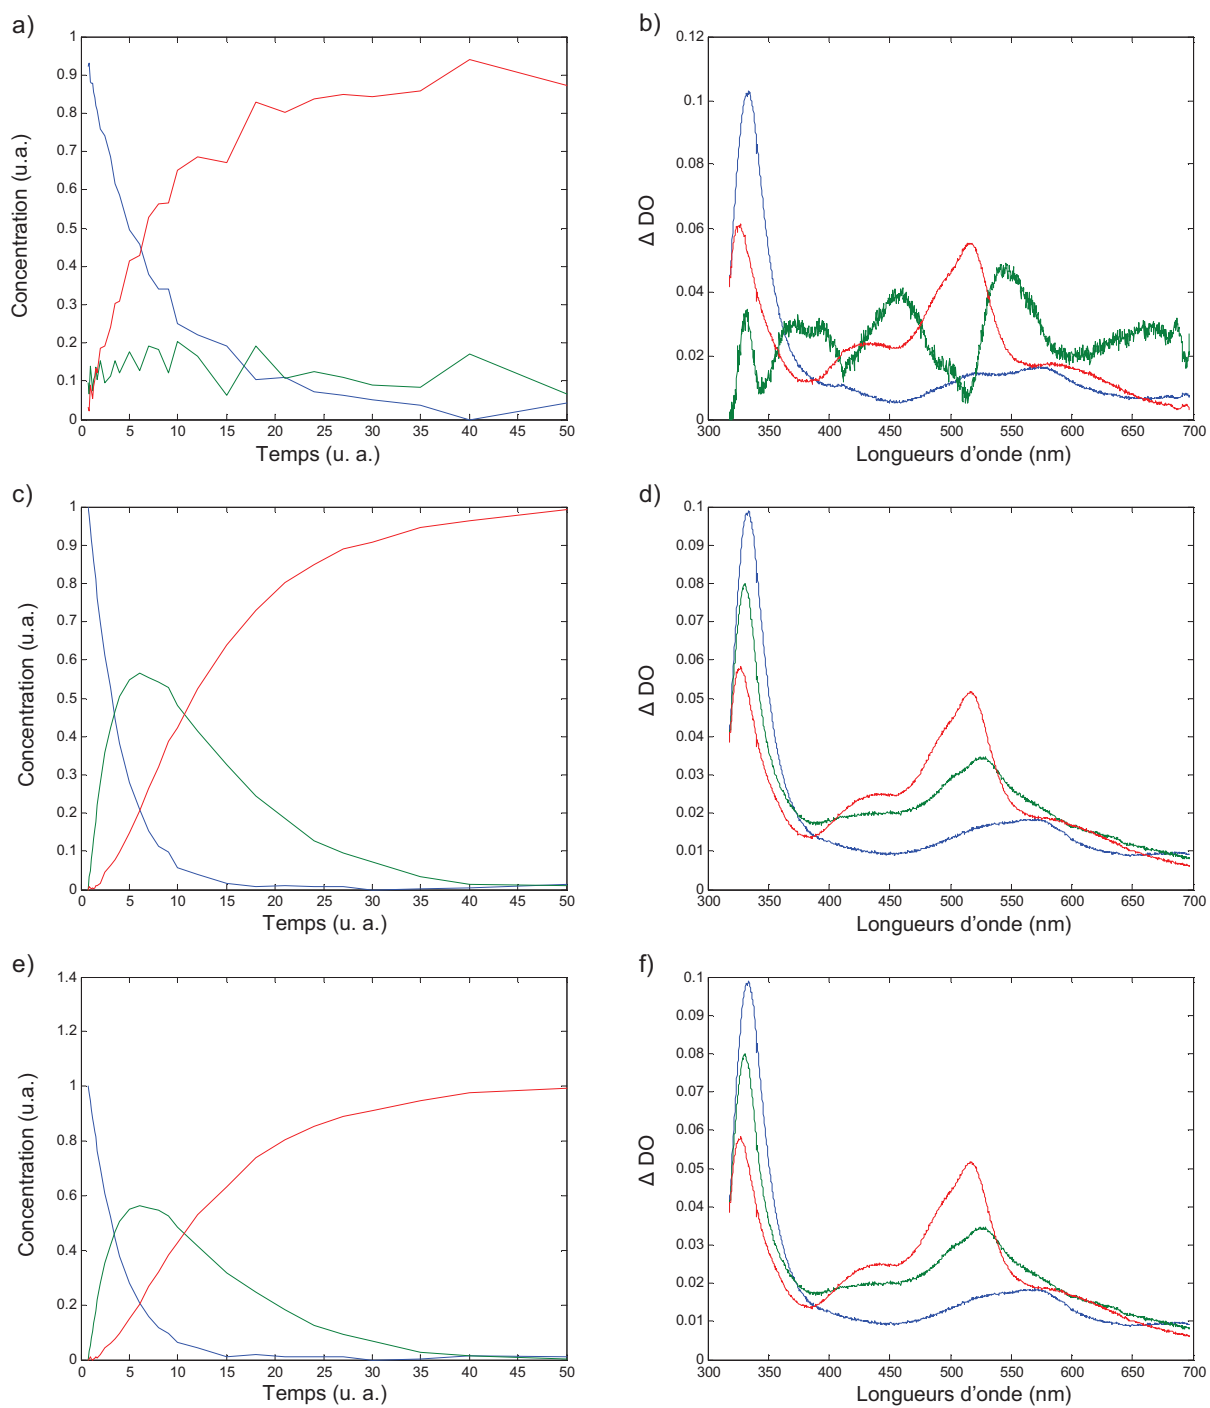 a)
1
0.9
0.8
0.7
0.6
0.5
0.4
0.3
0.2
0.1
0
0 5 10 15 20 25 30 35 40 45 50
Concentration (u.a.)
Temps (u. a.)
b)
0.12
0.1
0.08
0.06
0.04
0.02
0
300 350 400 450 500 550 600 650 700
Δ DO
Longueurs d'onde (nm)
c)
1
0.9
0.8
0.7
0.6
0.5
0.4
0.3
0.2
0.1
0
0 5 10 15 20 25 30 35 40 45 50
Concentration (u.a.)
Temps (u. a.)
d)
0.1
0.09
0.08
0.07
0.06
0.05
0.04
0.03
0.02
0.01
0
300 350 400 450 500 550 600 650 700
Δ DO
Longueurs d'onde (nm)
e)
1.4
1.2
1
0.8
0.6
0.4
0.2
0
0 5 10 15 20 25 30 35 40 45 50
Concentration (u.a.)
Temps (u. a.)
f)
0.1
0.09
0.08
0.07
0.06
0.05
0.04
0.03
0.02
0.01
0
300 350 400 450 500 550 600 650 700
Δ DO
Longueurs d'onde (nm)